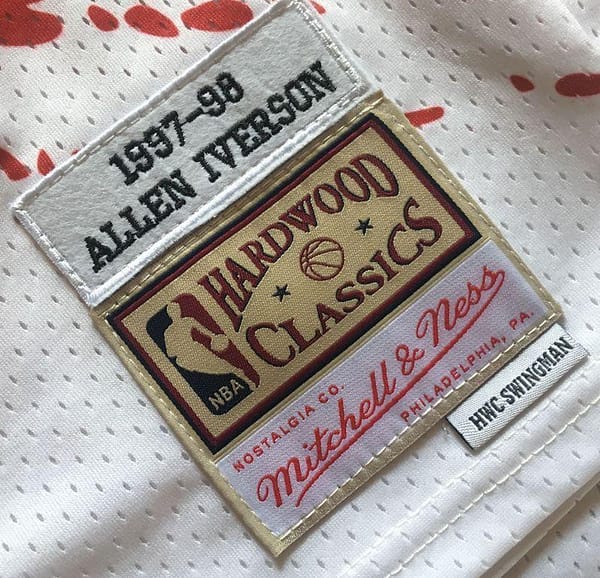 1997-98
ALLEN IVERSON
HARDWOOD
CLASSICS
NBA
NOSTALGIA CO.
Mitchell & Ness
PHILADELPHIA, PA.
HWC SWINGMAN